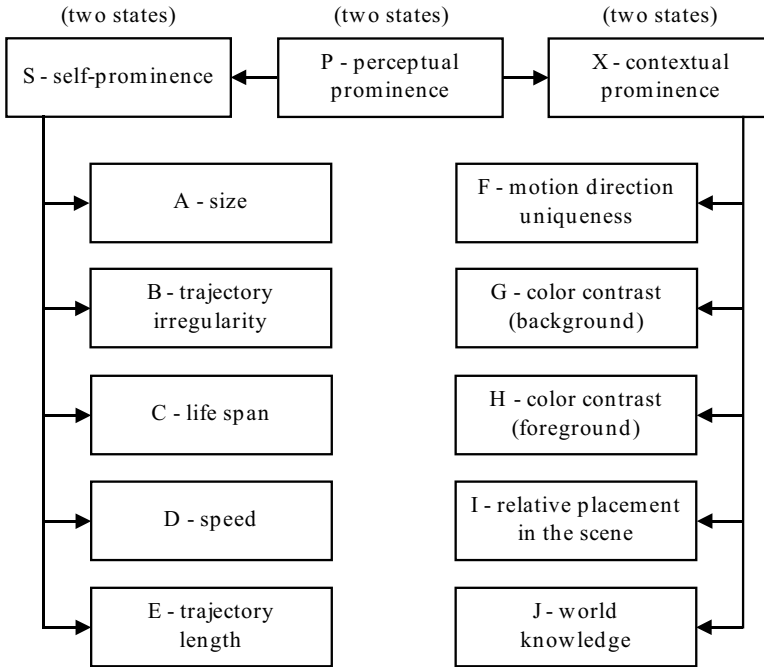 (two states)
(two states)
(two states)
S - self-prominence
P - perceptual
prominence
X - contextual
prominence
A - size
B - trajectory
irregularity
C - life span
D - speed
E - trajectory
length
F - motion direction
uniqueness
G - color contrast
(background)
H - color contrast
(foreground)
I - relative placement
in the scene
J - world
knowledge